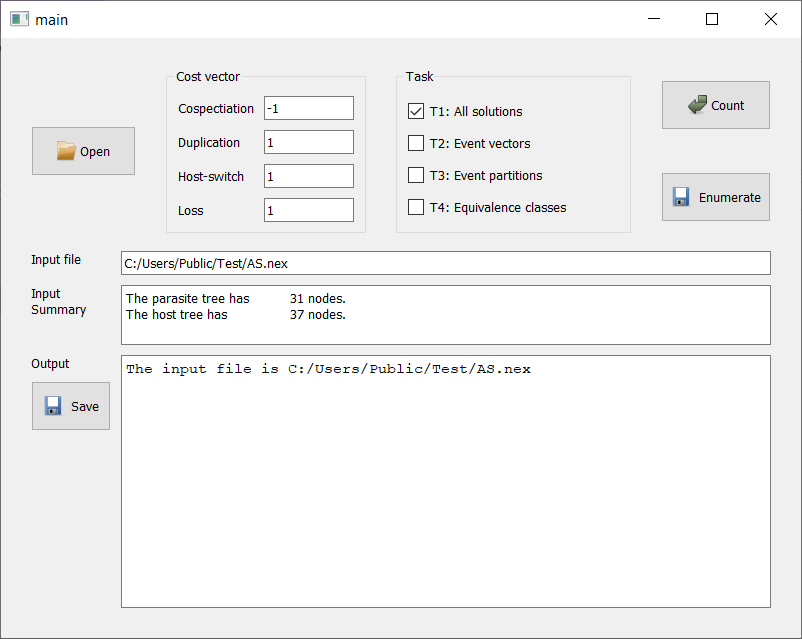 main
Open
Cost vector
Cospectiation -1
Duplication 1
Host-switch 1
Loss 1
Task
T1: All solutions
T2: Event vectors
T3: Event partitions
T4: Equivalence classes
Count
Enumerate
Input file C:/Users/Public/Test/AS.nex
Input
Summary
The parasite tree has 31 nodes.
The host tree has 37 nodes.
Output
Save
The input file is C:/Users/Public/Test/AS.nex